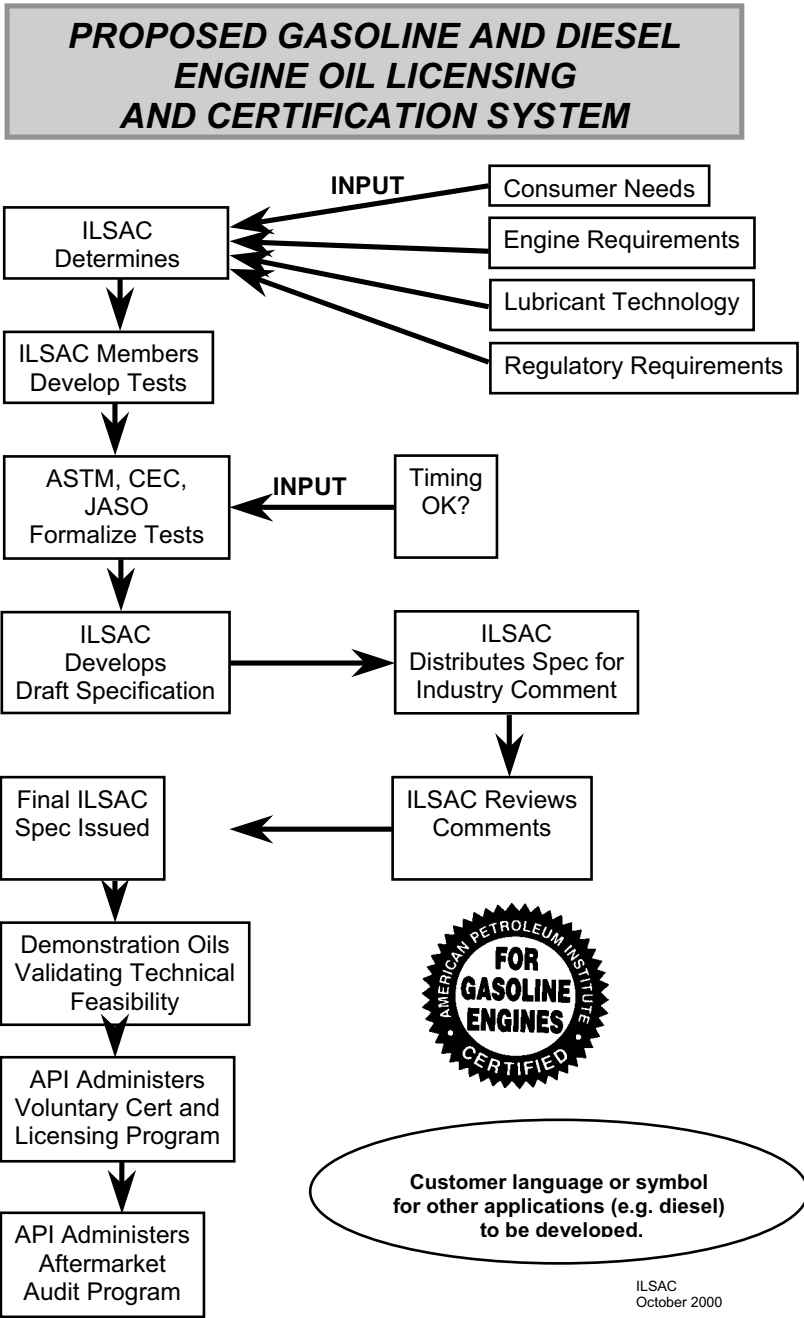 PROPOSED GASOLINE AND DIESEL
ENGINE OIL LICENSING
AND CERTIFICATION SYSTEM
INPUT
Consumer Needs
ILSAC
Determines
Engine Requirements
Lubricant Technology
Regulatory Requirements
ILSAC Members
Develop Tests
ASTM, CEC,
JASO
Formalize Tests
INPUT
Timing
OK?
ILSAC
Develops
Draft Specification
ILSAC
Distributes Spec for
Industry Comment
Final ILSAC
Spec Issued
ILSAC Reviews
Comments
Demonstration Oils
Validating Technical
Feasibility
AMERICAN PETROLEUM INSTITUTE
FOR
GASOLINE
ENGINES
CERTIFIED
API Administers
Voluntary Cert and
Licensing Program
Customer language or symbol
for other applications (e.g. diesel)
to be developed.
API Administers
Aftermarket
Audit Program
ILSAC
October 2000